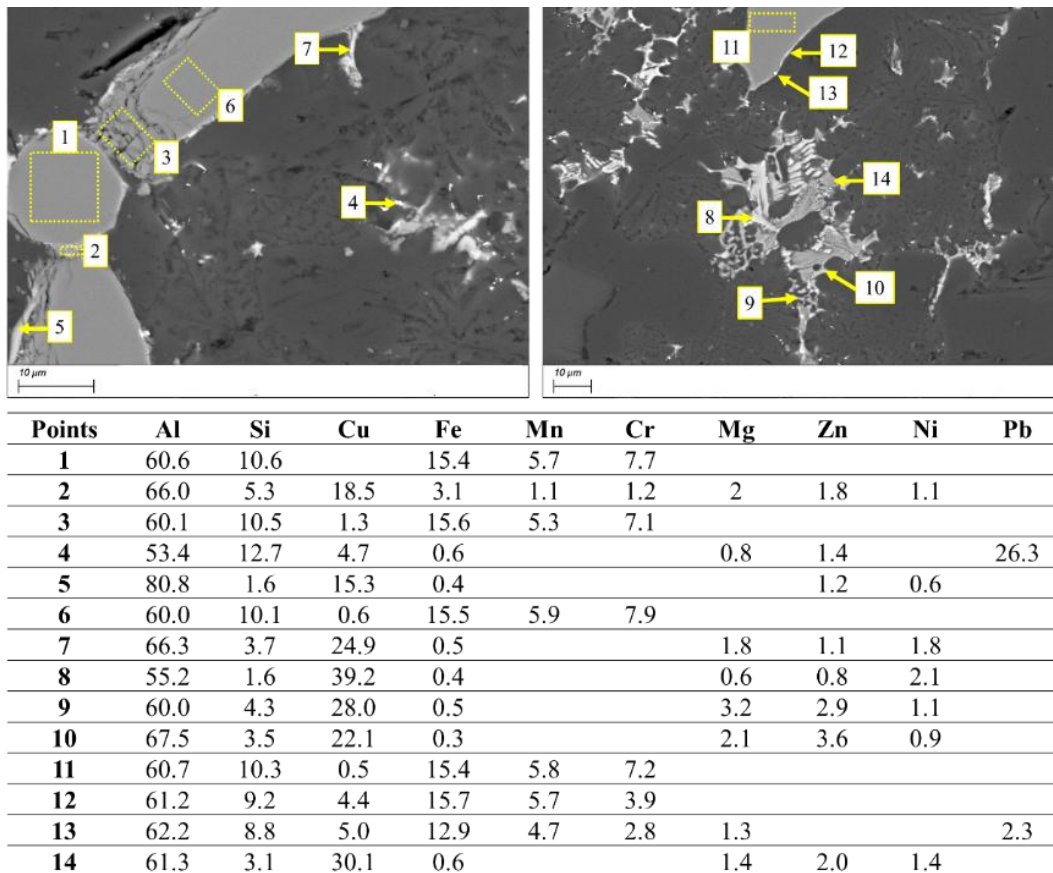 7
1
6
3
4
2
5
10 μm
11
12
13
14
8
10
9
10 μm
Points Al Si Cu Fe Mn Cr Mg Zn Ni Pb
1 60.6 10.6 15.4 5.7 7.7
2 66.0 5.3 18.5 3.1 1.1 1.2 2 1.8 1.1
3 60.1 10.5 1.3 15.6 5.3 7.1
4 53.4 12.7 4.7 0.6 0.8 1.4 26.3
5 80.8 1.6 15.3 0.4 1.2 0.6
6 60.0 10.1 0.6 15.5 5.9 7.9
7 66.3 3.7 24.9 0.5 1.8 1.1 1.8
8 55.2 1.6 39.2 0.4 0.6 0.8 2.1
9 60.0 4.3 28.0 0.5 3.2 2.9 1.1
10 67.5 3.5 22.1 0.3 2.1 3.6 0.9
11 60.7 10.3 0.5 15.4 5.8 7.2
12 61.2 9.2 4.4 15.7 5.7 3.9
13 62.2 8.8 5.0 12.9 4.7 2.8 1.3 2.3
14 61.3 3.1 30.1 0.6 1.4 2.0 1.4